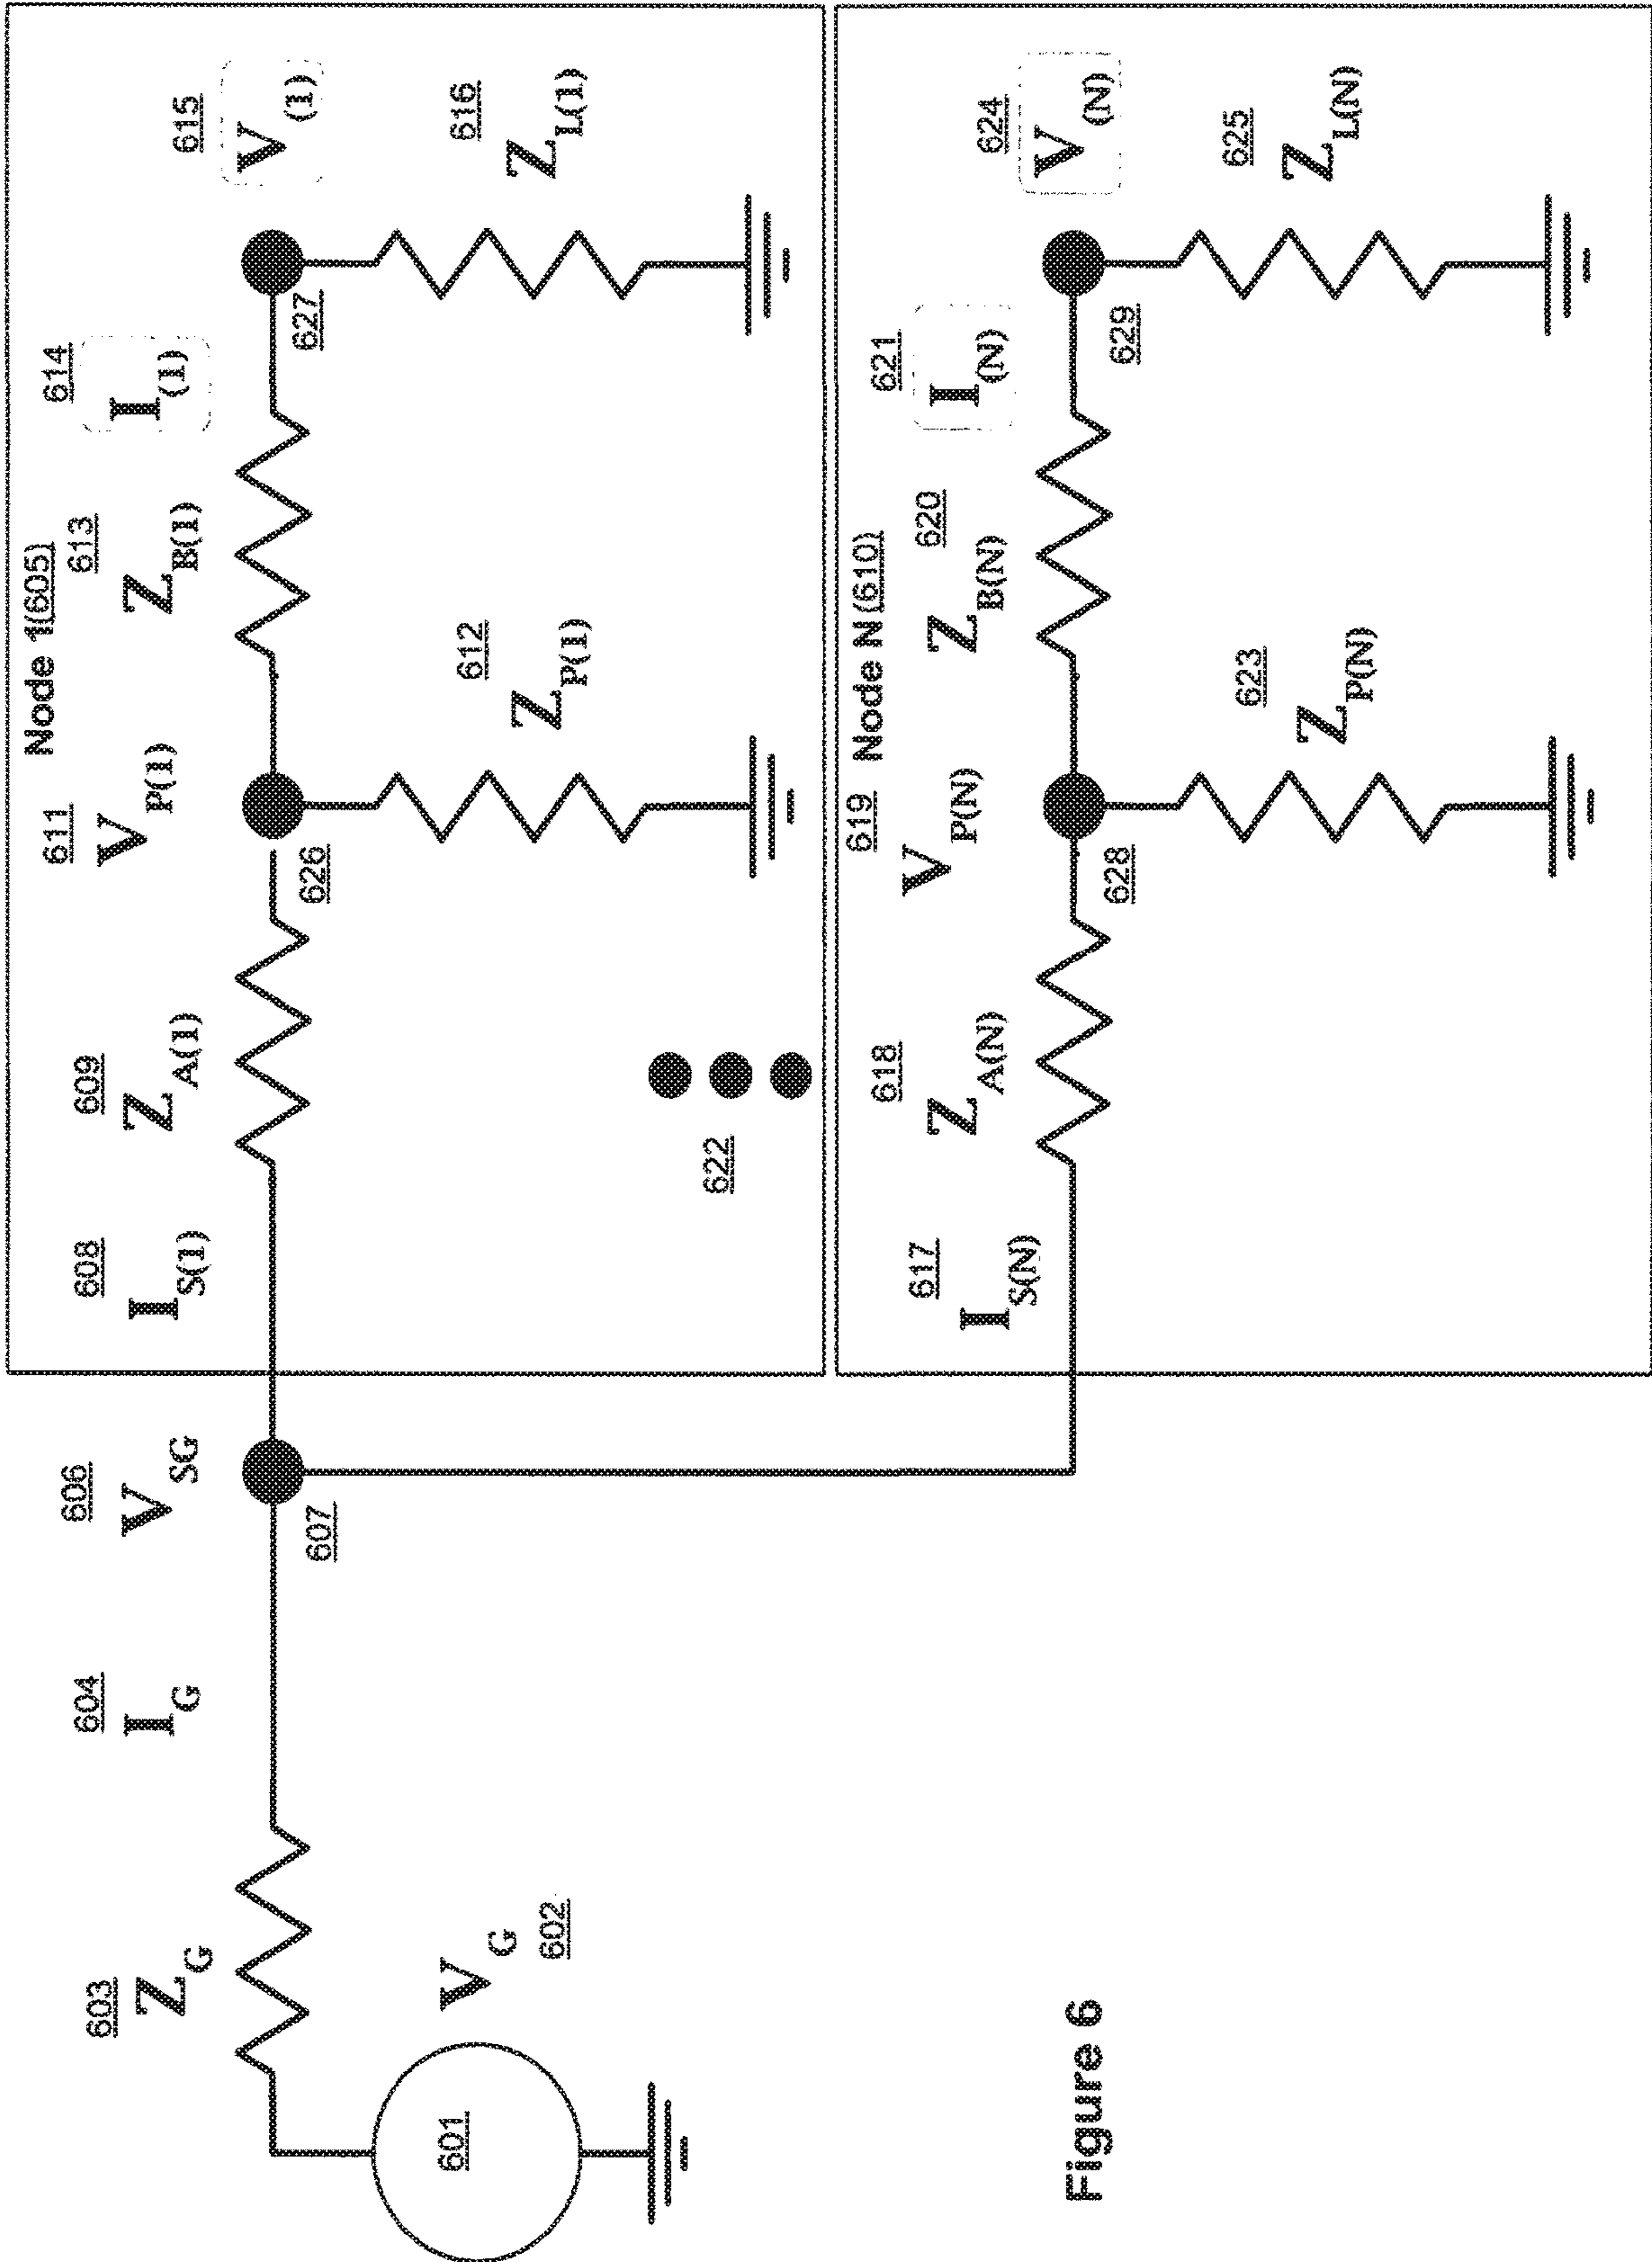 603
Z_G
604
I_G
606
V_SG
607
601
V_G
602
Node 1(605)
608
I_S(1)
609
Z_A(1)
611
V_P(1)
626
612
Z_P(1)
613
Z_B(1)
614
I_(1)
627
615
V_(1)
616
Z_L(1)
622
Node N (610)
617
I_S(N)
618
Z_A(N)
619
V_P(N)
628
623
Z_P(N)
620
Z_B(N)
621
I_(N)
629
624
V_(N)
625
Z_L(N)
Figure 6